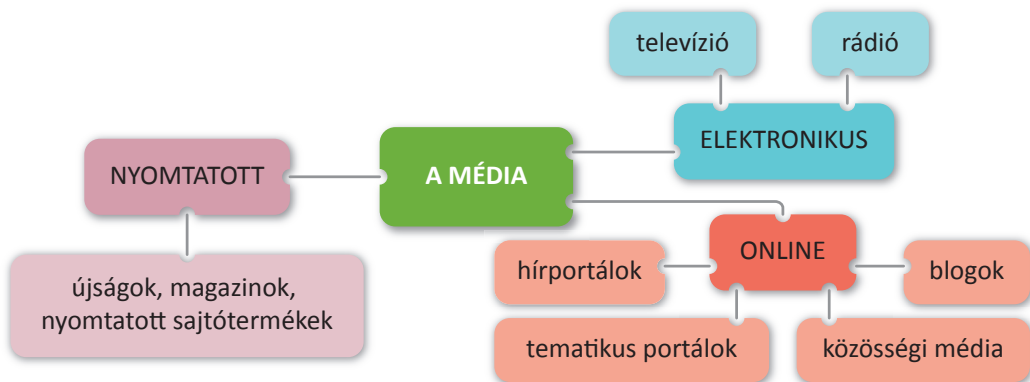 televízió
rádió
ELEKTRONIKUS
NYOMTATOTT
A MÉDIA
újságok, magazinok,
nyomtatott sajtótermékek
ONLINE
hírportálok
blogok
tematikus portálok
közösségi média